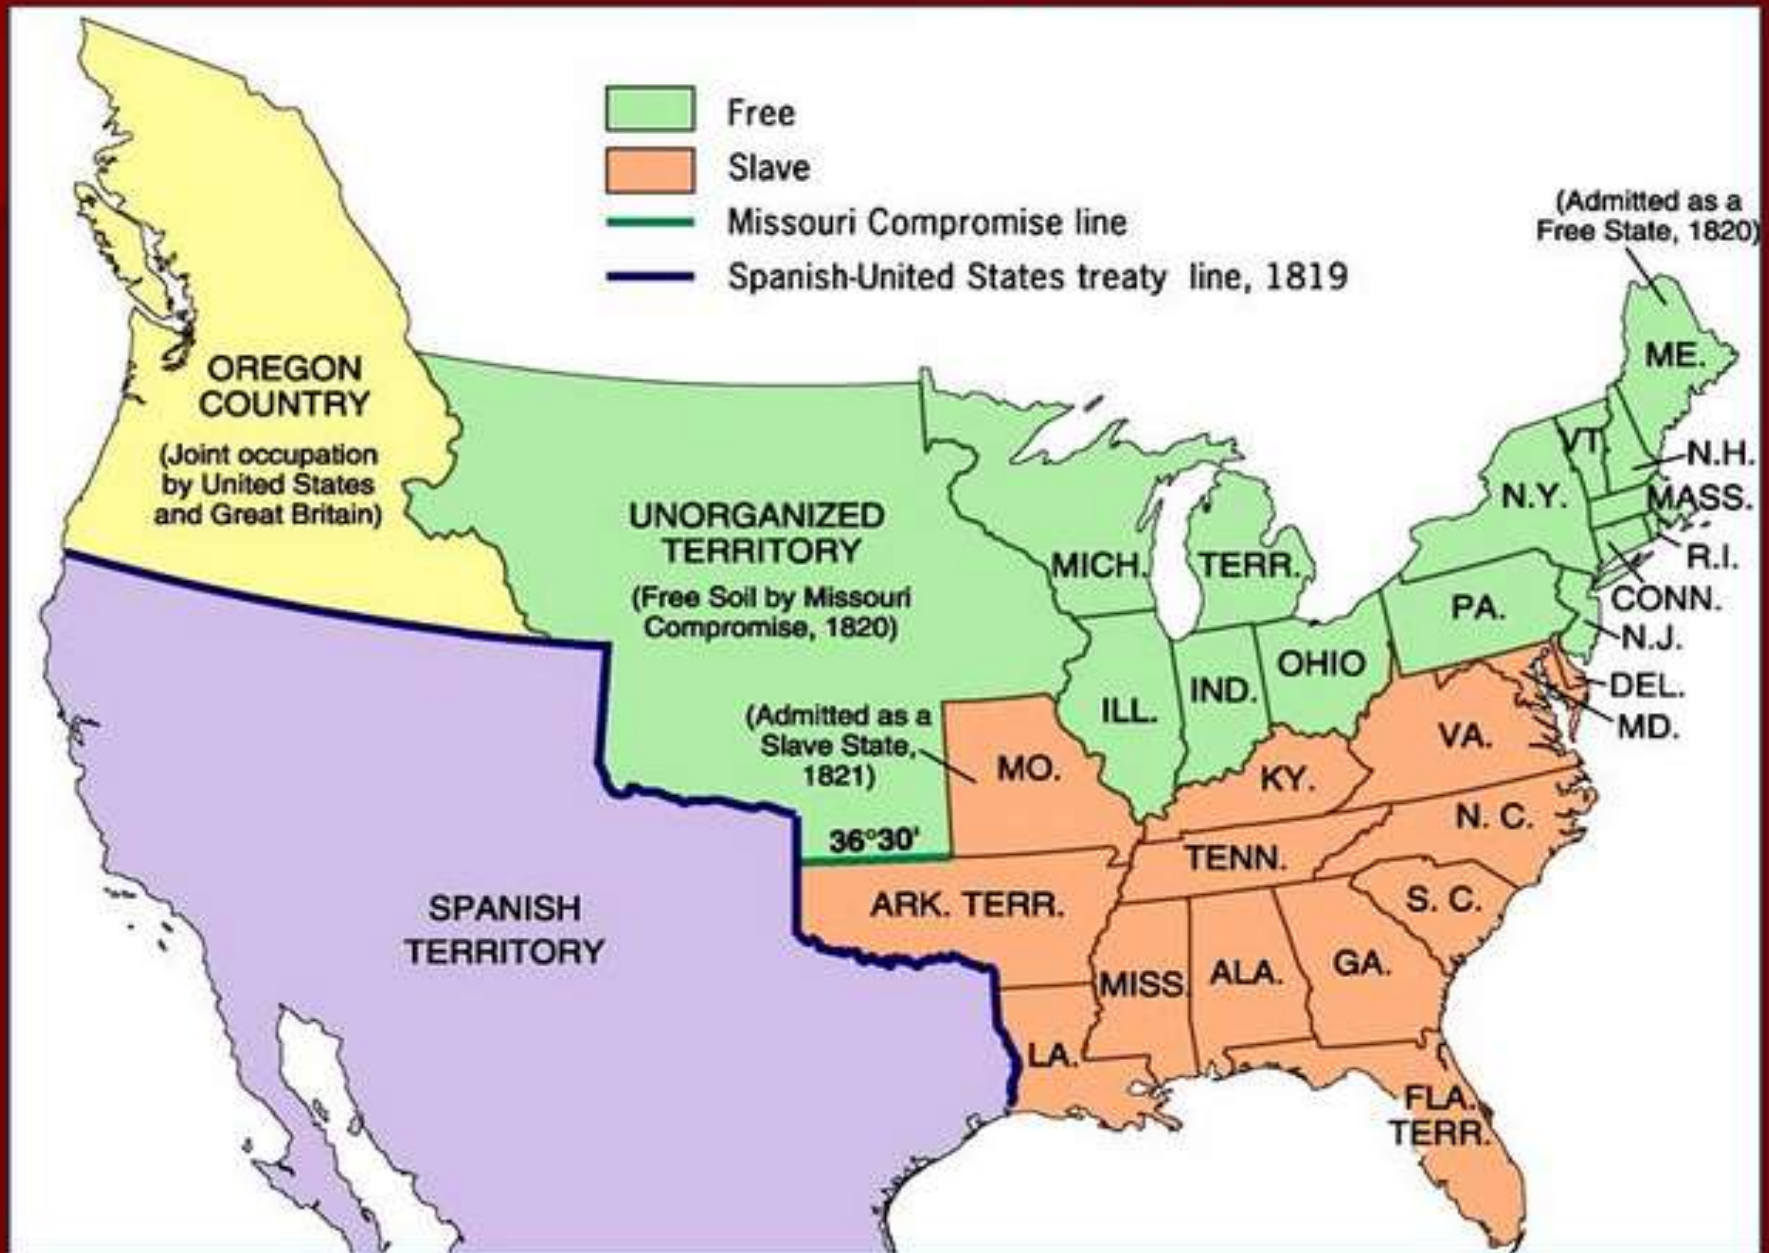 Free
Slave
Missouri Compromise line
Spanish-United States treaty line, 1819
(Admitted as a
Free State, 1820)
OREGON
COUNTRY
(Joint occupation
by United States
and Great Britain)
UNORGANIZED
TERRITORY
(Free Soil by Missouri
Compromise, 1820)
MICH.
TERR.
ME.
VT
N.H.
N.Y.
MASS.
R.I.
CONN.
PA.
N.J.
OHIO
IND.
ILL.
DEL.
MD.
VA.
(Admitted as a
Slave State,
1821)
MO.
KY.
36°30'
N. C.
TENN.
ARK. TERR.
S. C.
SPANISH
TERRITORY
MISS.
ALA.
GA.
LA.
FLA.
TERR.